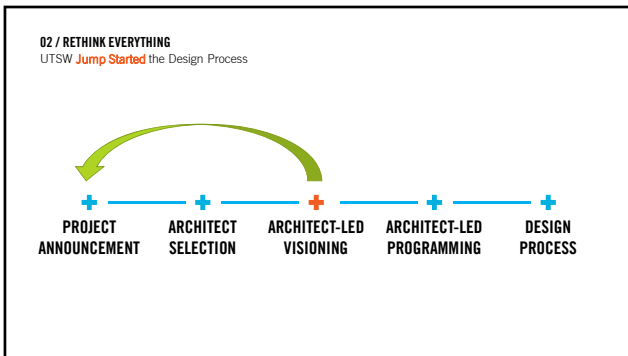 02 / RETHINK EVERYTHING
UTSW Jump Started the Design Process
PROJECT
ANNOUNCEMENT
ARCHITECT
SELECTION
ARCHITECT-LED
VISIONING
ARCHITECT-LED
PROGRAMMING
DESIGN
PROCESS